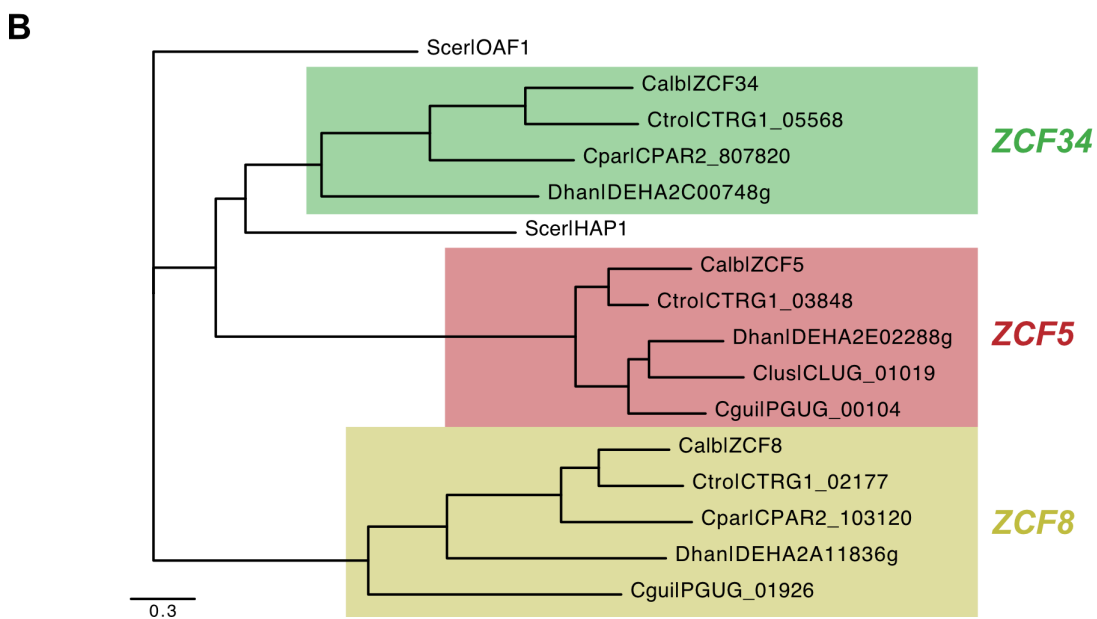 B
Scer|OAF1
Calb|ZCF34
Ctro|CTRG1_05568
Cpar|CPAR2_807820
Dhan|DEHA2C00748g
ZCF34
Scer|HAP1
Calb|ZCF5
Ctro|CTRG1_03848
Dhan|DEHA2E02288g
Clus|CLUG_01019
Cgui|PGUG_00104
ZCF5
Calb|ZCF8
Ctro|CTRG1_02177
Cpar|CPAR2_103120
Dhan|DEHA2A11836g
Cgui|PGUG_01926
ZCF8
0.3